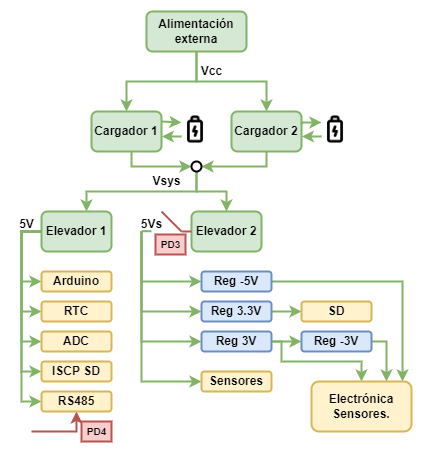 Alimentación
externa
Vcc
Cargador 1
Cargador 2
Vsys
5V
Elevador 1
5Vs
PD3
Elevador 2
Arduino
RTC
ADC
ISCP SD
RS485
PD4
Reg -5V
Reg 3.3V
SD
Reg 3V
Reg -3V
Sensores
Electrónica
Sensores.